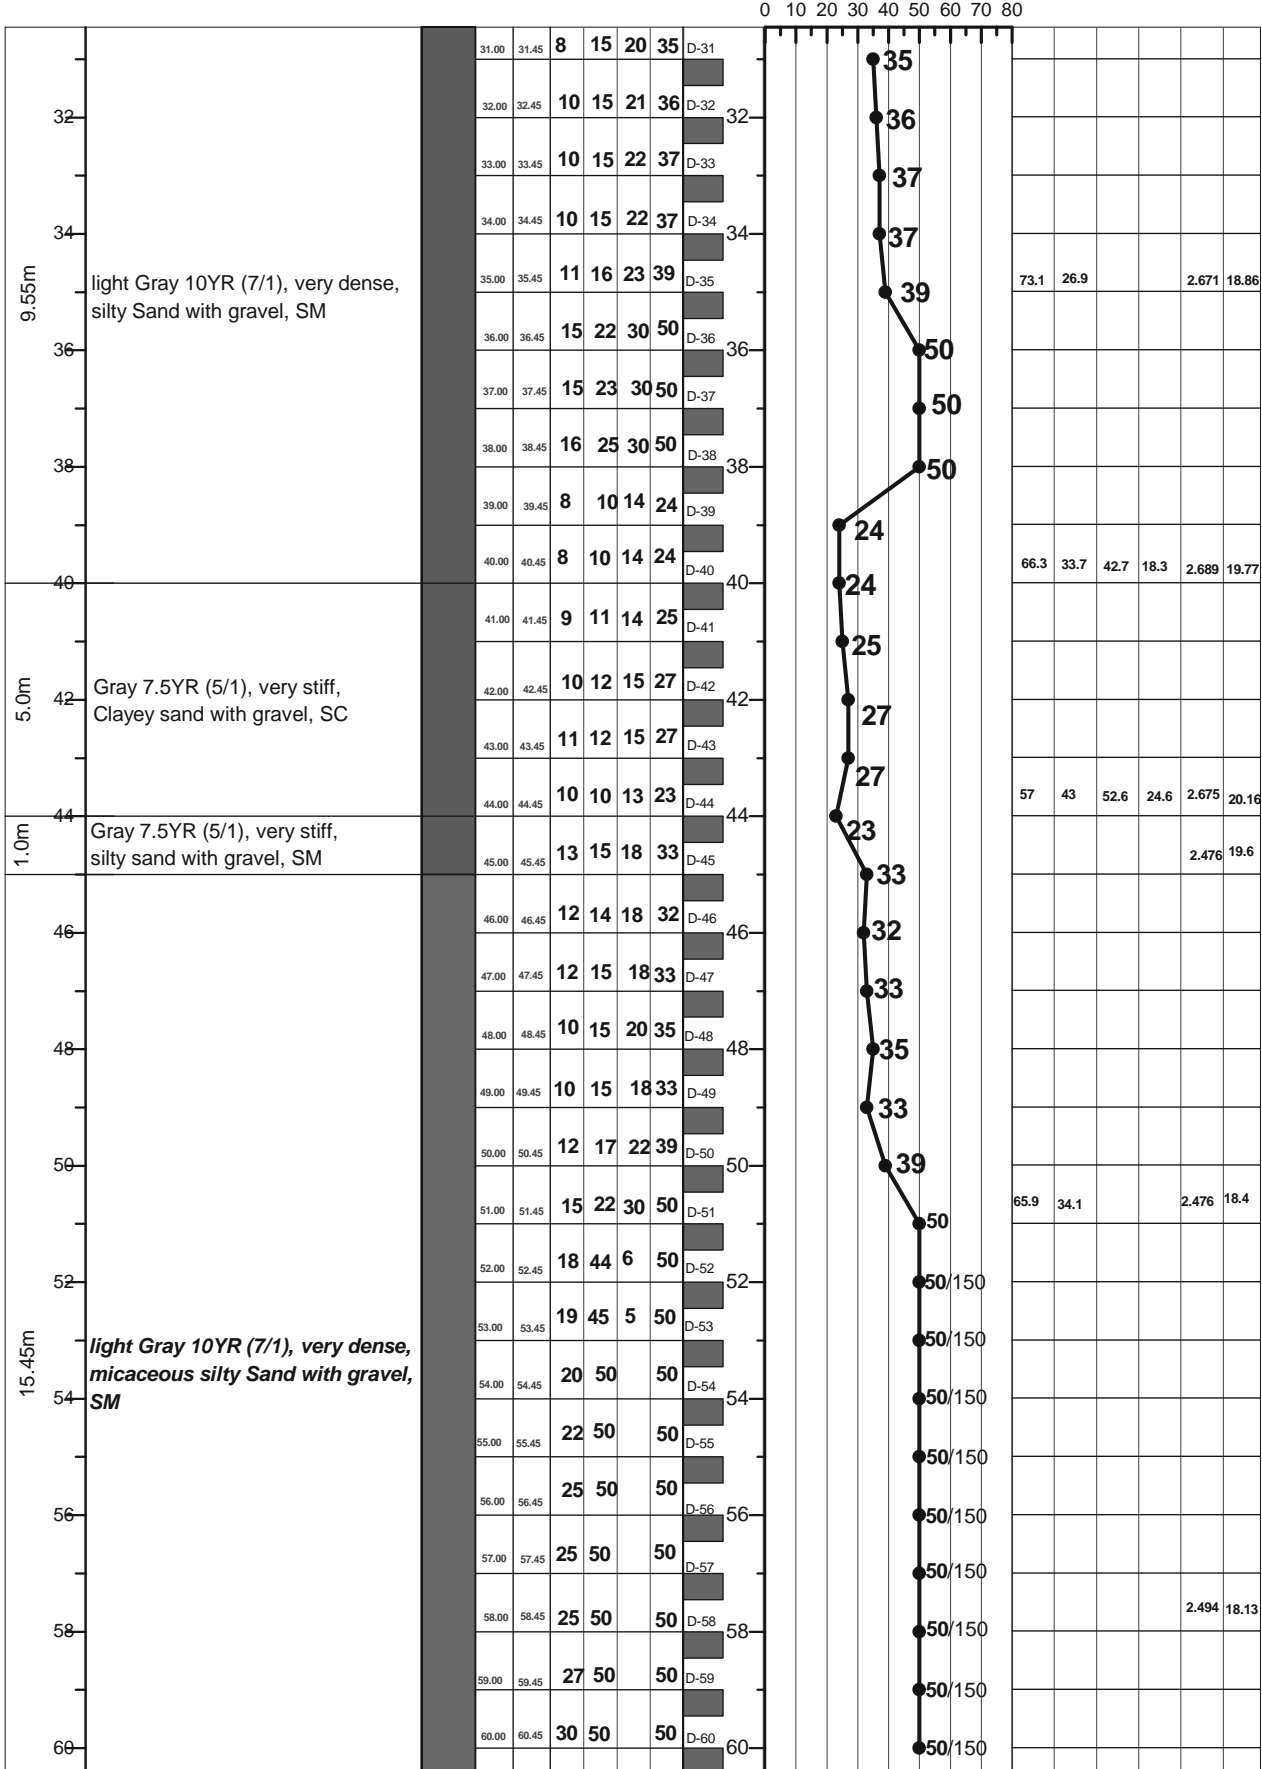 0 10 20 30 40 50 60 70 80
31.00 31.45 8 15 20 35 D-31
35
32.00 32.45 10 15 21 36 D-32
32 32 36
33.00 33.45 10 15 22 37 D-33
37
34.00 34.45 10 15 22 37 D-34
34 34 37
9.55m
light Gray 10YR (7/1), very dense,
silty Sand with gravel, SM
35.00 35.45 11 16 23 39 D-35
73.1 26.9 2.671 18.86
39
36.00 36.45 15 22 30 50 D-36
36 36 50
37.00 37.45 15 23 30 50 D-37
50
38.00 38.45 16 25 30 50 D-38
38 38 50
39.00 39.45 8 10 14 24 D-39
24
40.00 40.45 8 10 14 24 D-40
66.3 33.7 42.7 18.3 2.689 19.77
40 40 24
41.00 41.45 9 11 14 25 D-41
25
5.0m
Gray 7.5YR (5/1), very stiff,
Clayey sand with gravel, SC
42.00 42.45 10 12 15 27 D-42
42 42 27
43.00 43.45 11 12 15 27 D-43
27
44.00 44.45 10 10 13 23 D-44
57 43 52.6 24.6 2.675 20.16
44 44 23
1.0m
Gray 7.5YR (5/1), very stiff,
silty sand with gravel, SM
45.00 45.45 13 15 18 33 D-45
2.476 19.6
33
46.00 46.45 12 14 18 32 D-46
46 46 32
47.00 47.45 12 15 18 33 D-47
33
48.00 48.45 10 15 20 35 D-48
48 48 35
49.00 49.45 10 15 18 33 D-49
33
50.00 50.45 12 17 22 39 D-50
50 50 39
51.00 51.45 15 22 30 50 D-51
65.9 34.1 2.476 18.4
50
52.00 52.45 18 44 6 50 D-52
52 52 50/150
53.00 53.45 19 45 5 50 D-53
50/150
15.45m
light Gray 10YR (7/1), very dense,
micaceous silty Sand with gravel,
SM
54.00 54.45 20 50 50 D-54
54 54 50/150
55.00 55.45 22 50 50 D-55
50/150
56.00 56.45 25 50 50 D-56
56 56 50/150
57.00 57.45 25 50 50 D-57
50/150
58.00 58.45 25 50 50 D-58
2.494 18.13
58 58 50/150
59.00 59.45 27 50 50 D-59
50/150
60.00 60.45 30 50 50 D-60
60 60 50/150